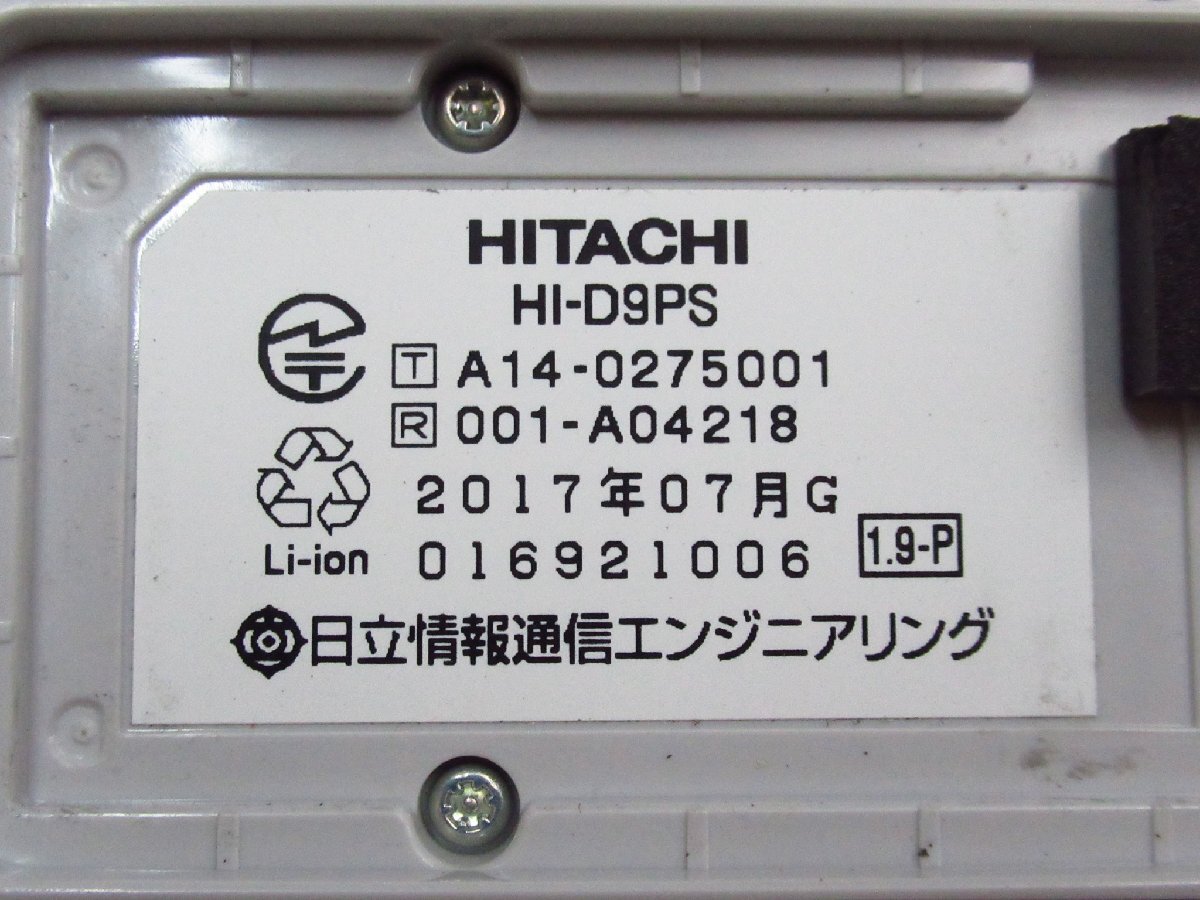 HITACHI
HI-D9PS
T A14-0275001
R 001-A04218
2017年07月G
Li-ion 016921006 1.9-P
日立情報通信エンジニアリング